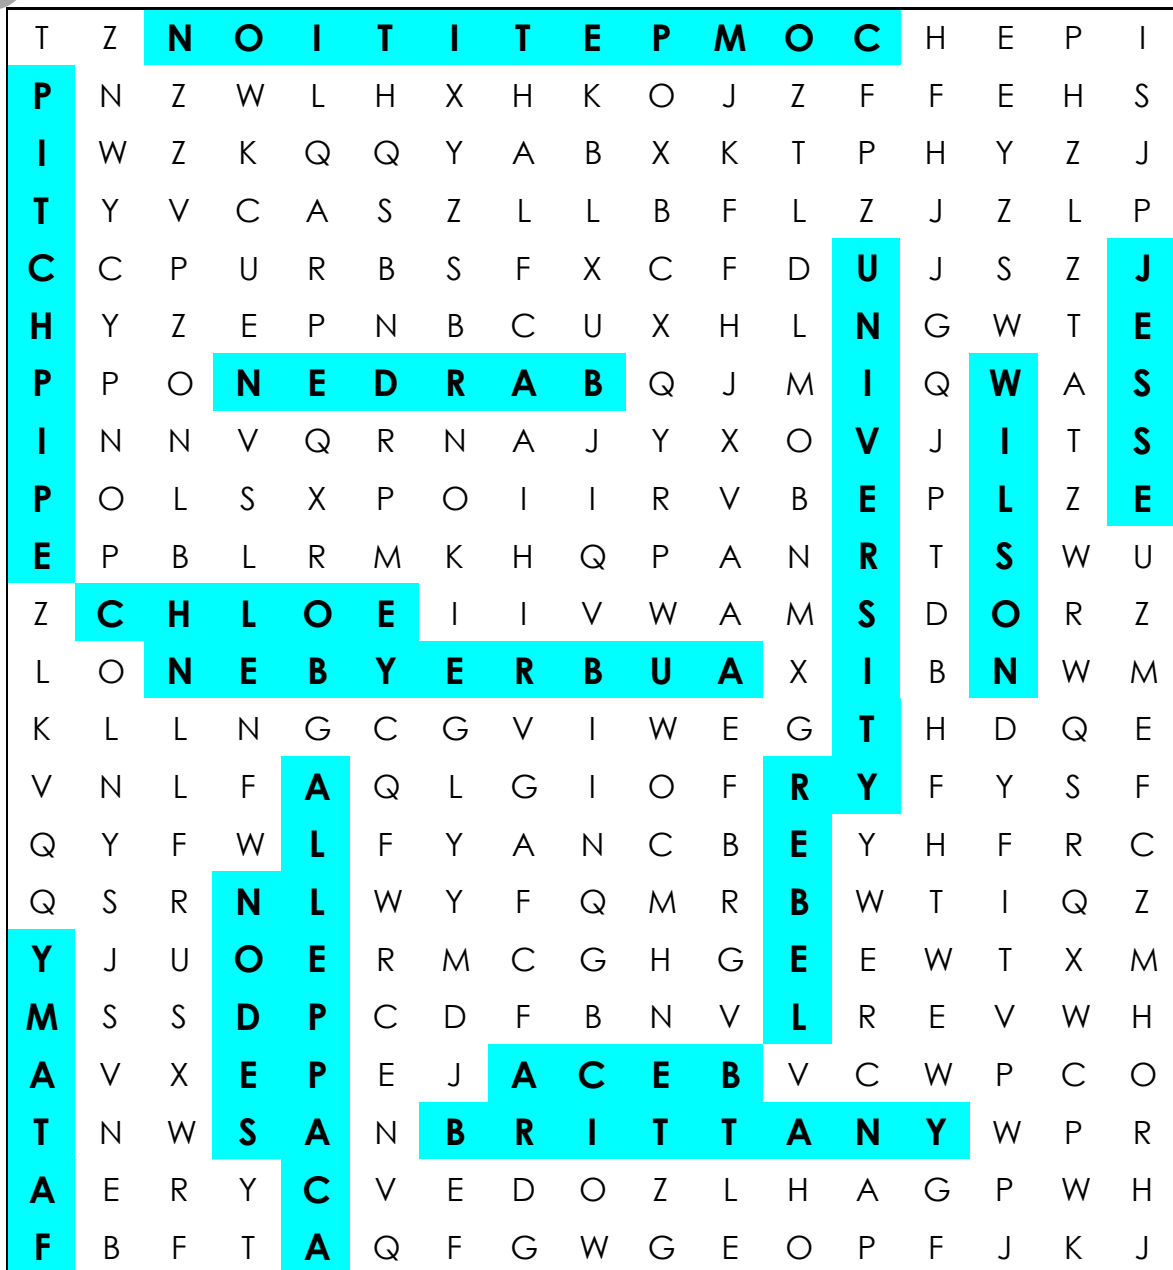 T Z N O I T I T E P M O C H E P I
P N Z W L H X H K O J Z F F E H S
I W Z K Q Q Y A B X K T P H Y Z J
T Y V C A S Z L L B F L Z J Z L P
C C P U R B S F X C F D U J S Z J
H Y Z E P N B C U X H L N G W T E
P P O N E D R A B Q J M I Q W A S
I N N V Q R N A J Y X O V J I T S
P O L S X P O I I R V B E P L Z E
E P B L R M K H Q P A N R T S W U
Z C H L O E I I V W A M S D O R Z
L O N E B Y E R B U A X I B N W M
K L L N G C G V I W E G T H D Q E
V N L F A Q L G I O F R Y F Y S F
Q Y F W L F Y A N C B E Y H F R C
Q S R N L W Y F Q M R B W T I Q Z
Y J U O E R M C G H G E E W T X M
M S S D P C D F B N V L R E V W H
A V X E P E J A C E B V C W P C O
T N W S A N B R I T T A N Y W P R
A E R Y C V E D O Z L H A G P W H
F B F T A Q F G W G E O P F J K J